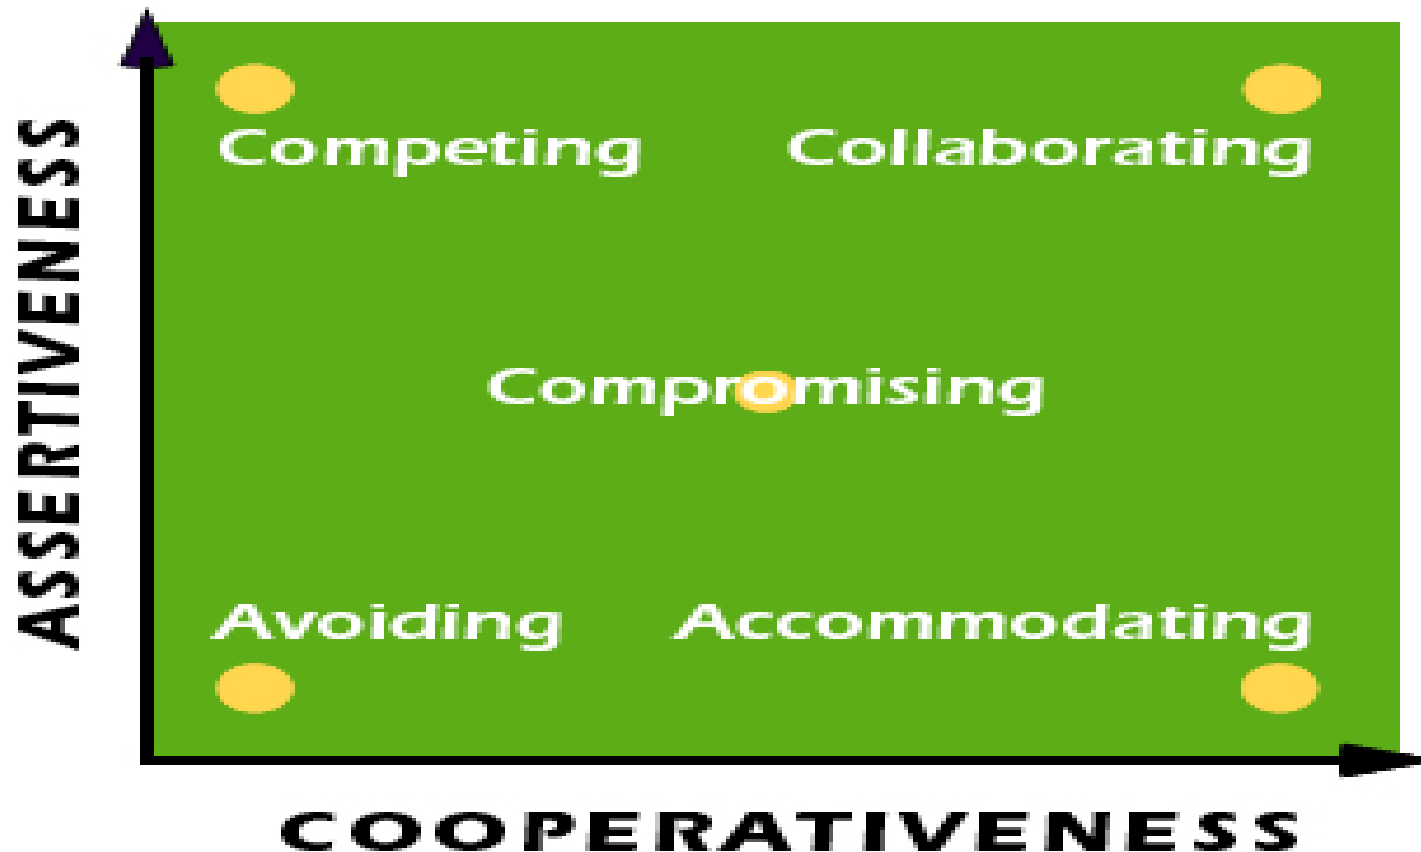 ASSERTIVENESS
Competing
Collaborating
Compromising
Avoiding
Accommodating
COOPERATIVENESS